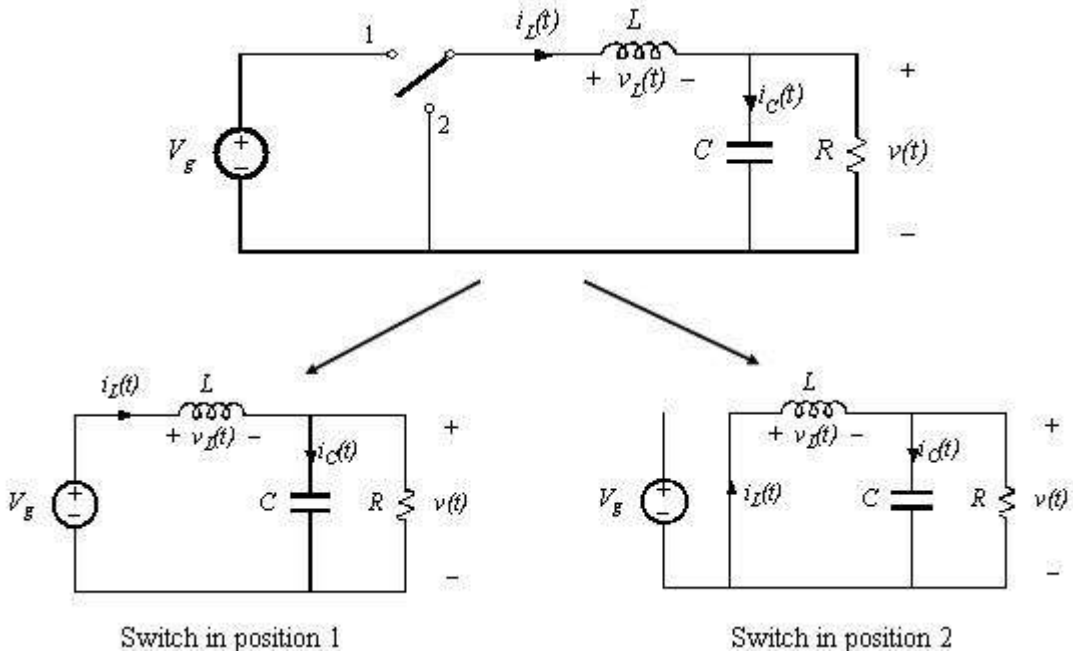 1
i_L(t)
L
+ v_L(t) −
+
2
i_C(t)
V_g
+
−
C
R
v(t)
−
i_L(t)
L
+ v_L(t) −
+
i_C(t)
V_g
+
−
C
R
v(t)
−
Switch in position 1
L
+ v_L(t) −
+
i_C(t)
V_g
+
−
i_L(t)
C
R
v(t)
−
Switch in position 2